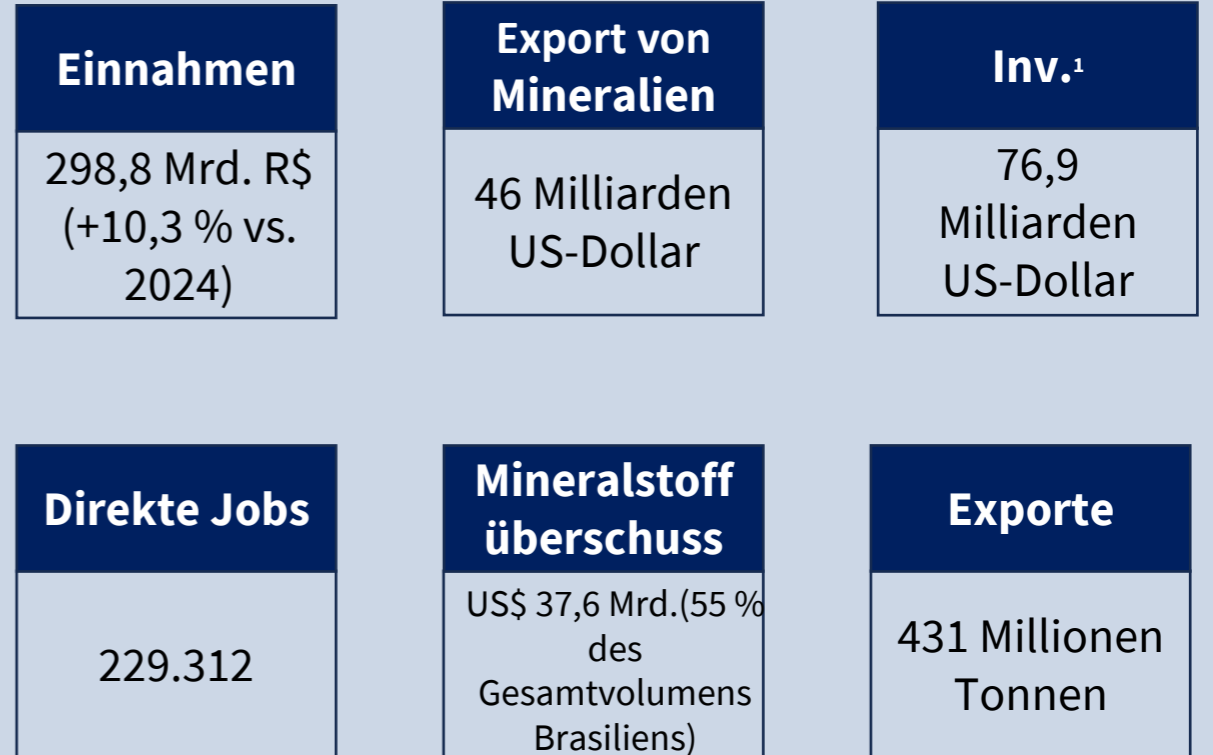 Einnahmen
298,8 Mrd. R$
(+10,3 % vs.
2024)
Export von
Mineralien
46 Milliarden
US-Dollar
Inv.¹
76,9
Milliarden
US-Dollar
Direkte Jobs
229.312
Mineralstoff
überschuss
US$ 37,6 Mrd.(55 %
des
Gesamtvolumens
Brasiliens)
Exporte
431 Millionen
Tonnen